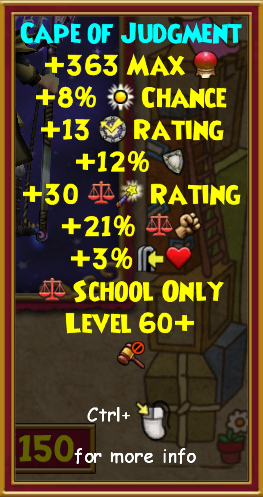 Cape of Judgment
+363 Max
+8% Chance
+13 Rating
+12%
+30 Rating
+21%
+3%
School Only
Level 60+
Ctrl+
150
for more info